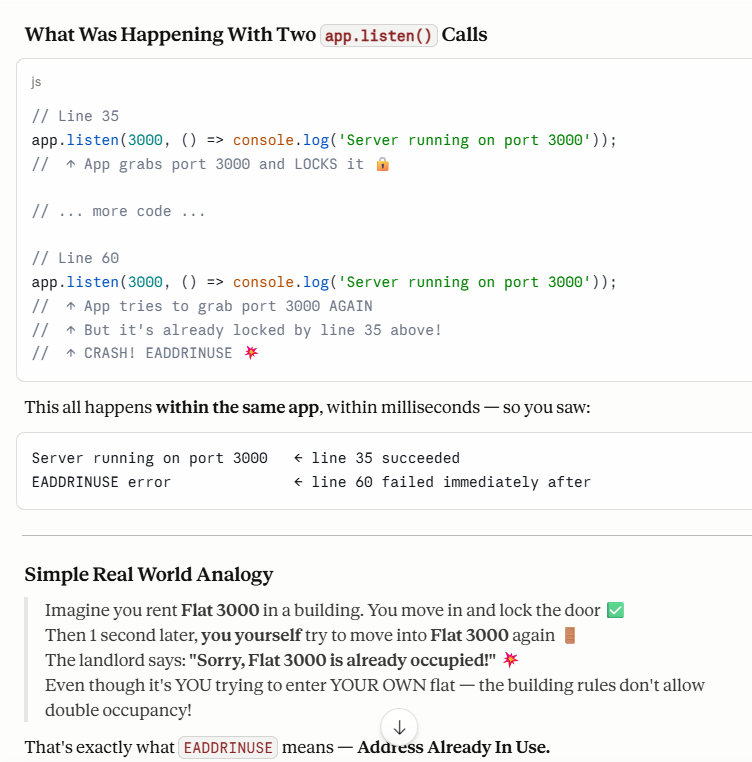 What Was Happening With Two app.listen() Calls
js
// Line 35
app.listen(3000, () => console.log('Server running on port 3000'));
//  ↑ App grabs port 3000 and LOCKS it 🔒
// ... more code ...
// Line 60
app.listen(3000, () => console.log('Server running on port 3000'));
//  ↑ App tries to grab port 3000 AGAIN
//  ↑ But it's already locked by line 35 above!
//  ↑ CRASH! EADDRINUSE 💥
This all happens within the same app, within milliseconds — so you saw:
Server running on port 3000   ← line 35 succeeded
EADDRINUSE error              ← line 60 failed immediately after
Simple Real World Analogy
Imagine you rent Flat 3000 in a building. You move in and lock the door ✅
Then 1 second later, you yourself try to move into Flat 3000 again 🚪
The landlord says: "Sorry, Flat 3000 is already occupied!" 💥
Even though it's YOU trying to enter YOUR OWN flat — the building rules don't allow
double occupancy!
That's exactly what EADDRINUSE means — Address Already In Use.